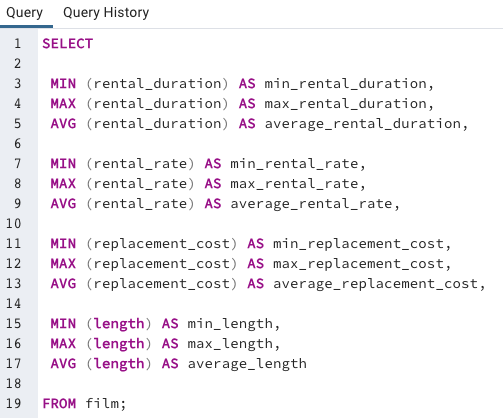 Query Query History
1 SELECT
2
3 MIN (rental_duration) AS min_rental_duration,
4 MAX (rental_duration) AS max_rental_duration,
5 AVG (rental_duration) AS average_rental_duration,
6
7 MIN (rental_rate) AS min_rental_rate,
8 MAX (rental_rate) AS max_rental_rate,
9 AVG (rental_rate) AS average_rental_rate,
10
11 MIN (replacement_cost) AS min_replacement_cost,
12 MAX (replacement_cost) AS max_replacement_cost,
13 AVG (replacement_cost) AS average_replacement_cost,
14
15 MIN (length) AS min_length,
16 MAX (length) AS max_length,
17 AVG (length) AS average_length
18
19 FROM film;